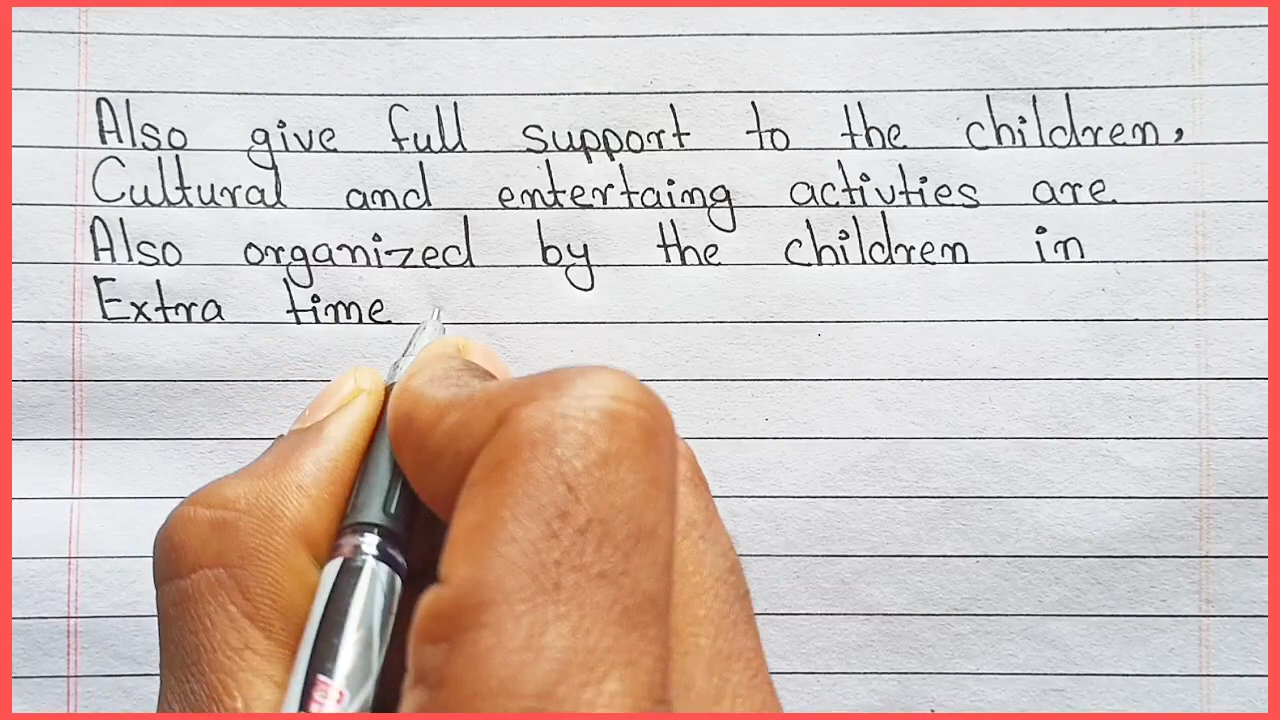 Also give full support to the children,
Cultural and entertaing activties are
Also organized by the children in
Extra time